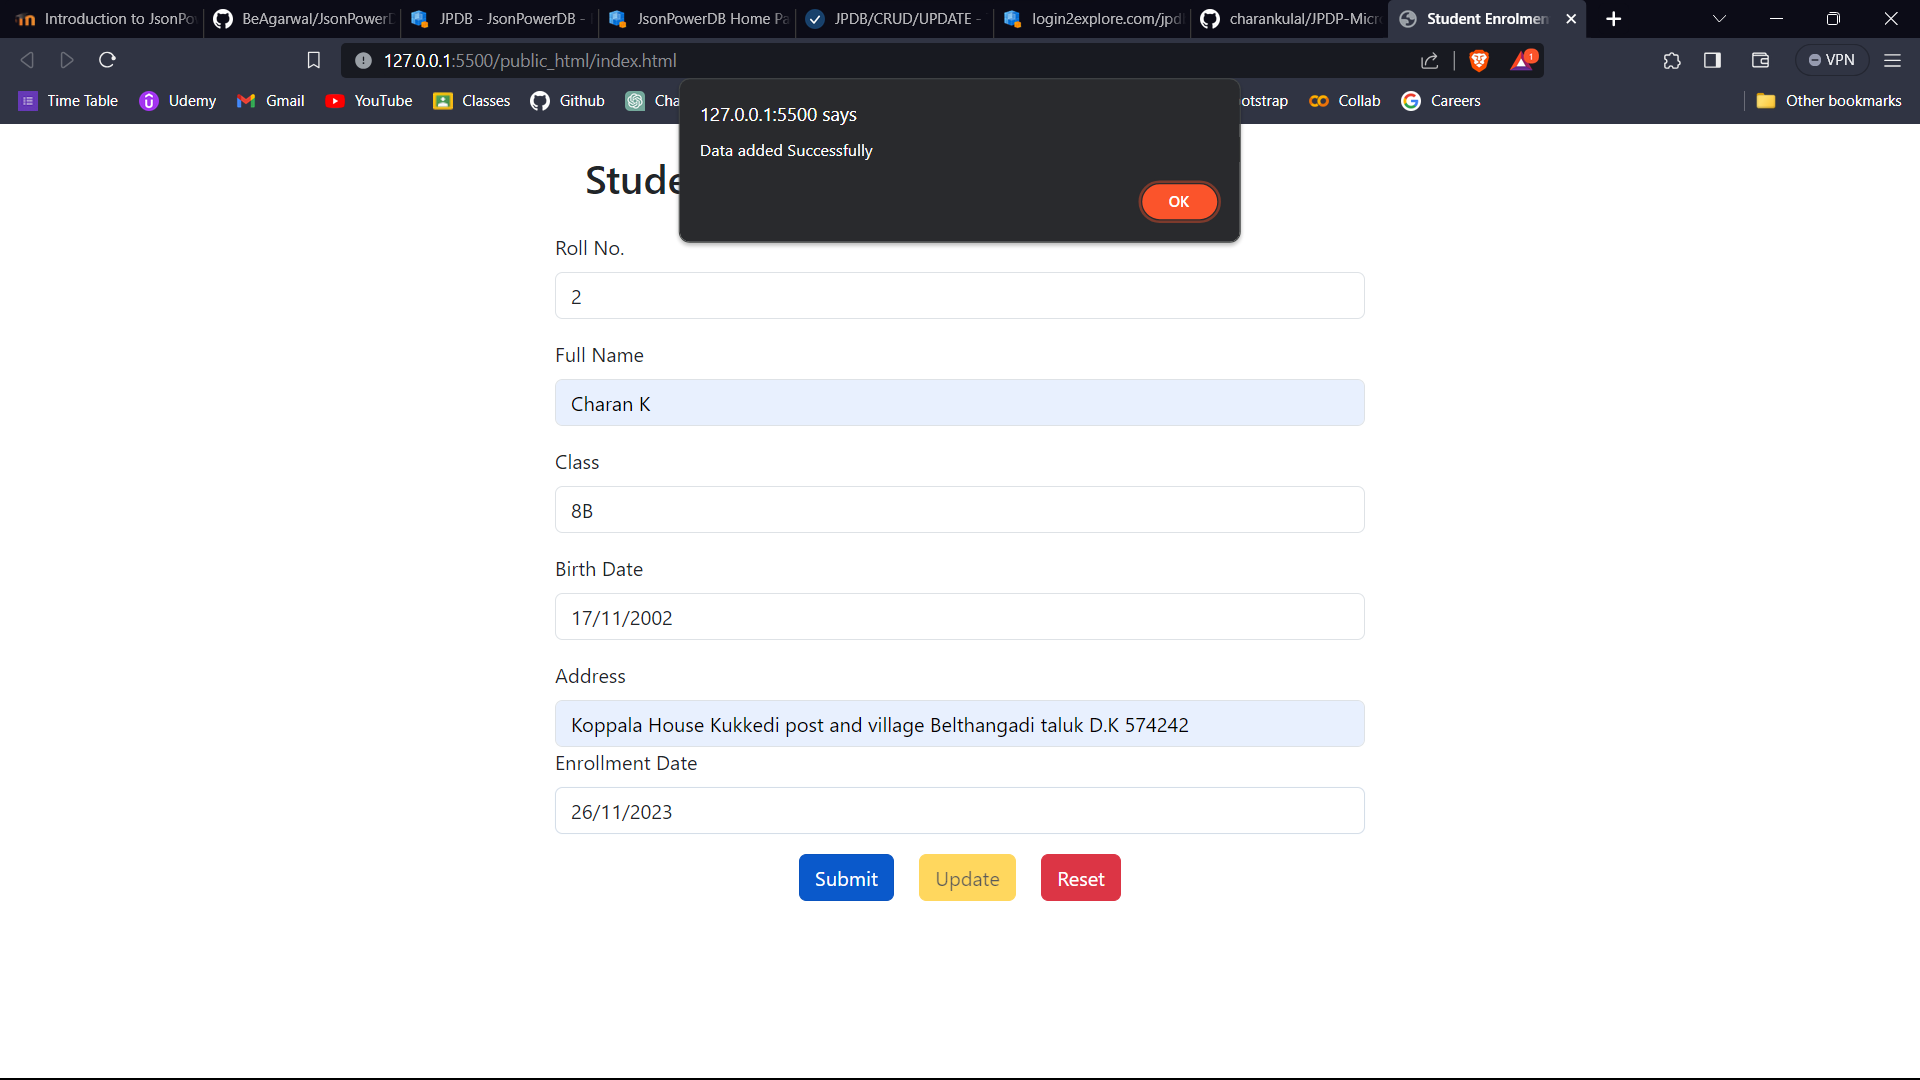 Introduction to JsonPo
BeAgarwal/JsonPowerD
JPDB - JsonPowerDB -
JsonPowerDB Home Pa
JPDB/CRUD/UPDATE -
login2explore.com/jpd
charankulal/JPDP-Micr
Student Enrolmen
127.0.0.1:5500/public_html/index.html
1
VPN
Time Table
Udemy
Gmail
YouTube
Classes
Github
Cha
otstrap
Collab
Careers
Other bookmarks
127.0.0.1:5500 says
Data added Successfully
OK
Stude
Roll No.
2
Full Name
Charan K
Class
8B
Birth Date
17/11/2002
Address
Koppala House Kukkedi post and village Belthangadi taluk D.K 574242
Enrollment Date
26/11/2023
Submit
Update
Reset